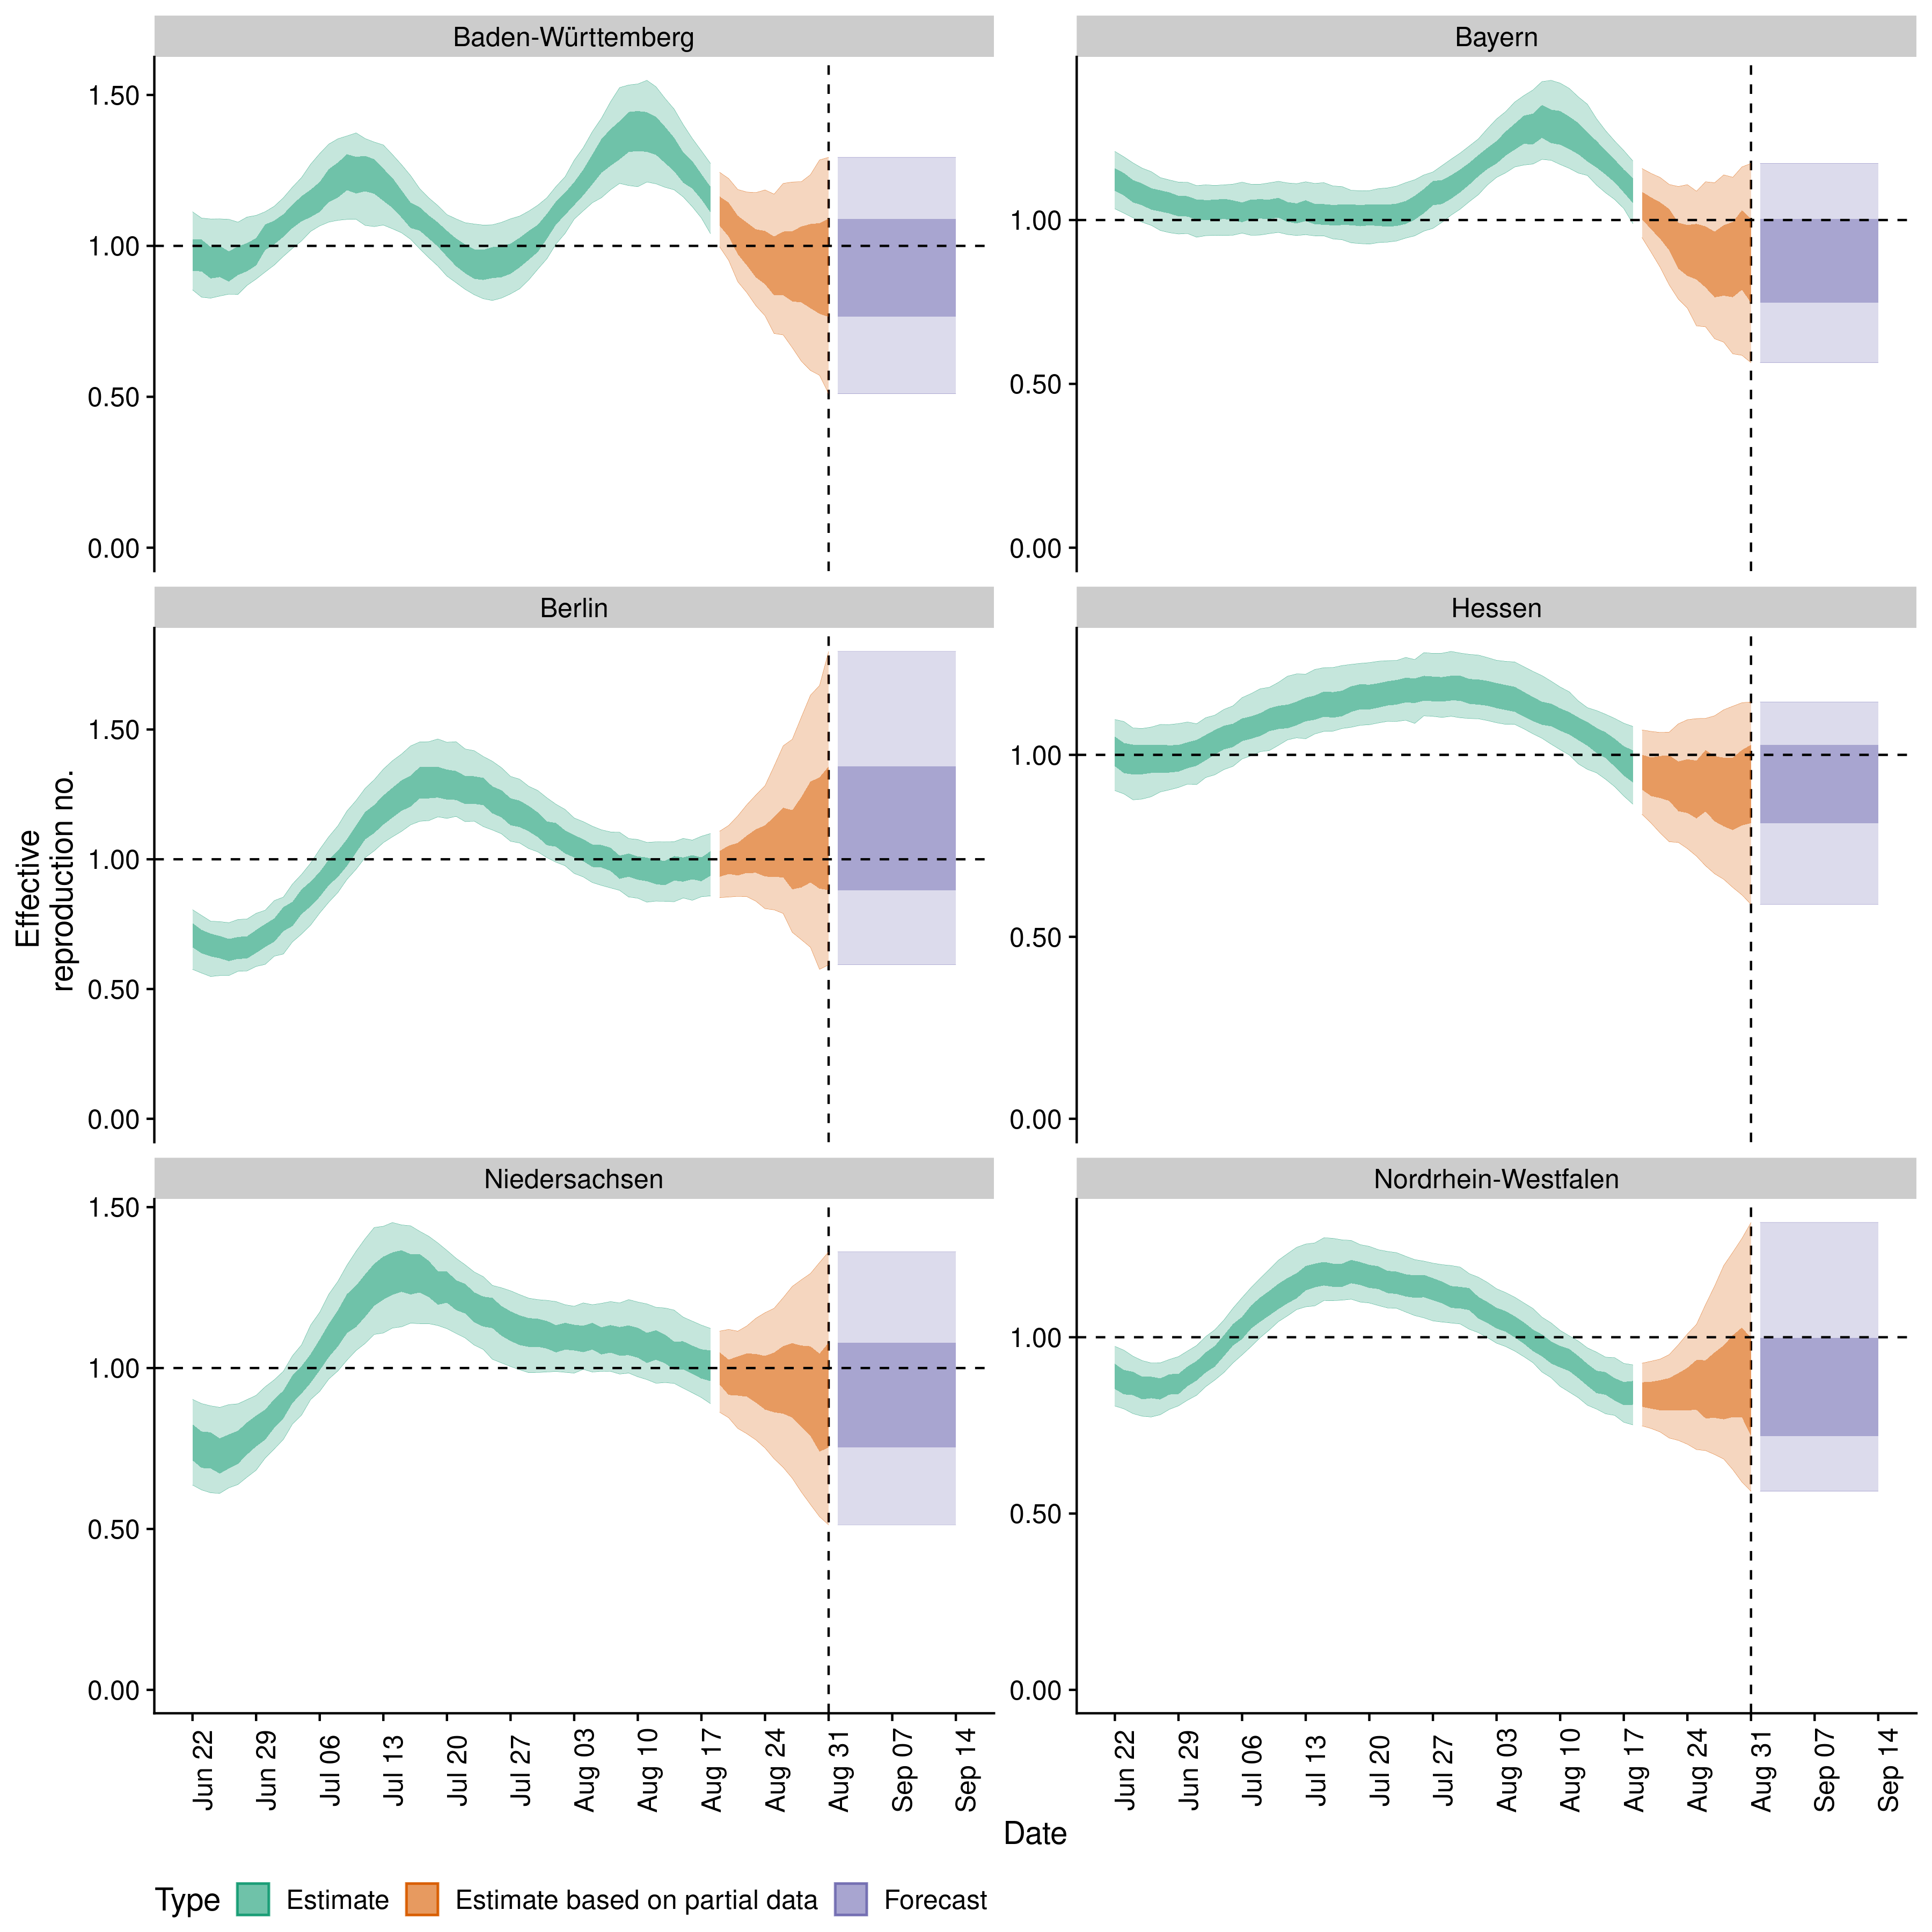 Baden-Württemberg
Bayern
1.50
1.00
0.50
0.00
1.00
0.50
0.00
Berlin
Hessen
1.50
1.00
0.50
0.00
1.00
0.50
0.00
Effective
reproduction no.
Niedersachsen
Nordrhein-Westfalen
1.50
1.00
0.50
0.00
1.00
0.50
0.00
Jun 22
Jun 29
Jul 06
Jul 13
Jul 20
Jul 27
Aug 03
Aug 10
Aug 17
Aug 24
Aug 31
Sep 07
Sep 14
Jun 22
Jun 29
Jul 06
Jul 13
Jul 20
Jul 27
Aug 03
Aug 10
Aug 17
Aug 24
Aug 31
Sep 07
Sep 14
Date
Type Estimate Estimate based on partial data Forecast